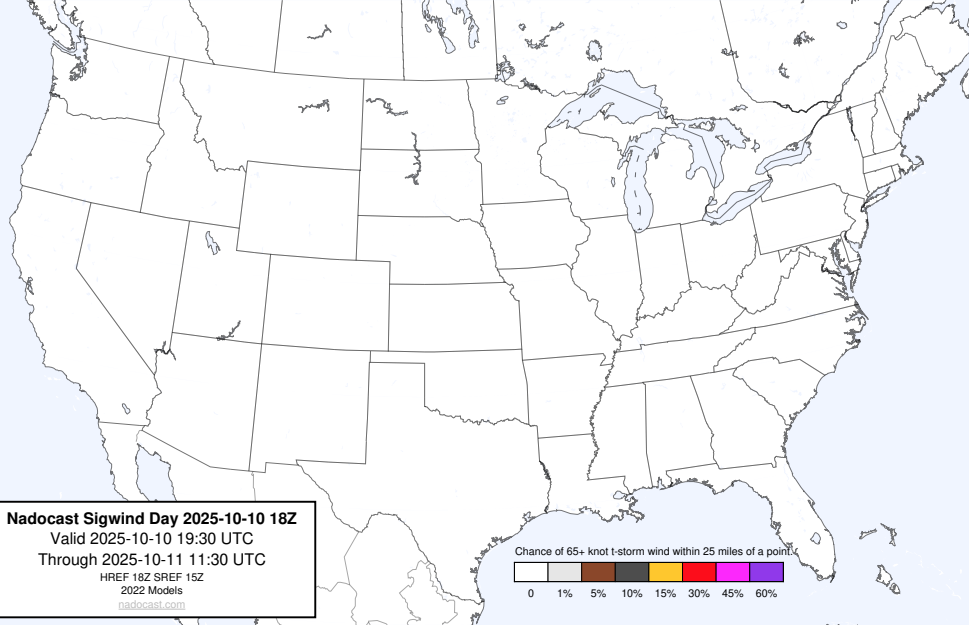 Nadocast Sigwind Day 2025-10-10 18Z
Valid 2025-10-10 19:30 UTC
Through 2025-10-11 11:30 UTC
HREF 18Z SREF 15Z
2022 Models
nadocast.com
Chance of 65+ knot t-storm wind within 25 miles of a point.
0 1% 5% 10% 15% 30% 45% 60%